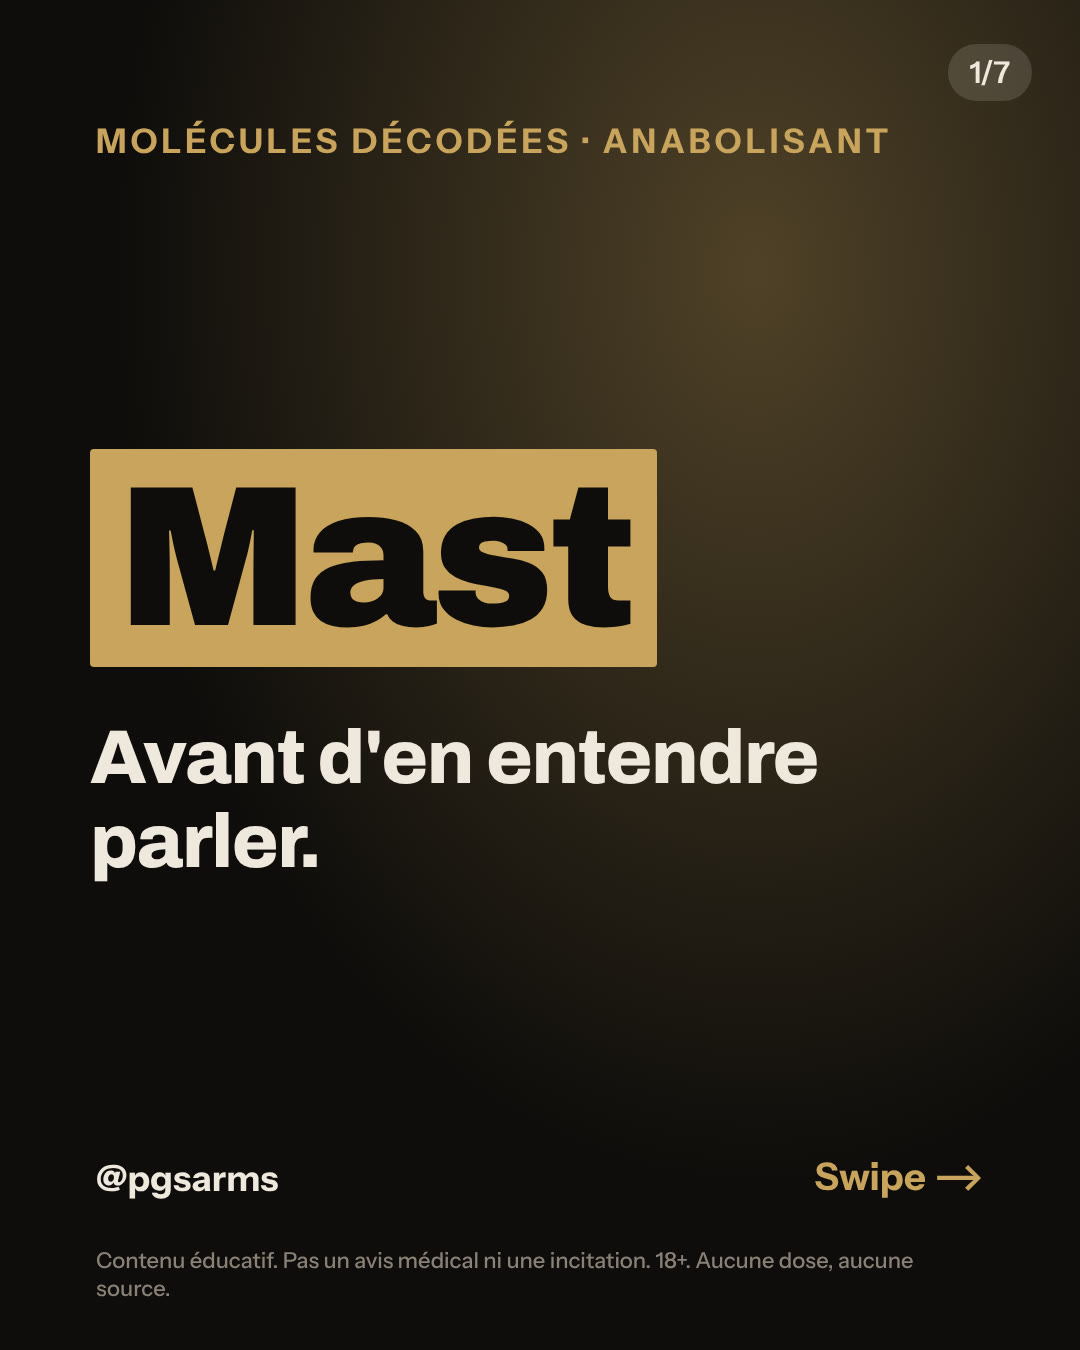 1/7
MOLÉCULES DÉCODÉES · ANABOLISANT
Mast
Avant d'en entendre
parler.
@pgsarms
Swipe →
Contenu éducatif. Pas un avis médical ni une incitation. 18+. Aucune dose, aucune
source.